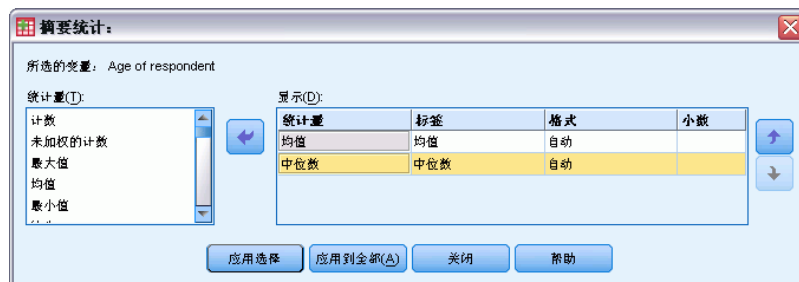 摘要统计：
所选的变量： Age of respondent
统计量(T):
显示(D):
计数
未加权的计数
最大值
均值
最小值
统计量 标签 格式 小数
均值 均值 自动
中位数 中位数 自动
应用选择 应用到全部(A) 关闭 帮助